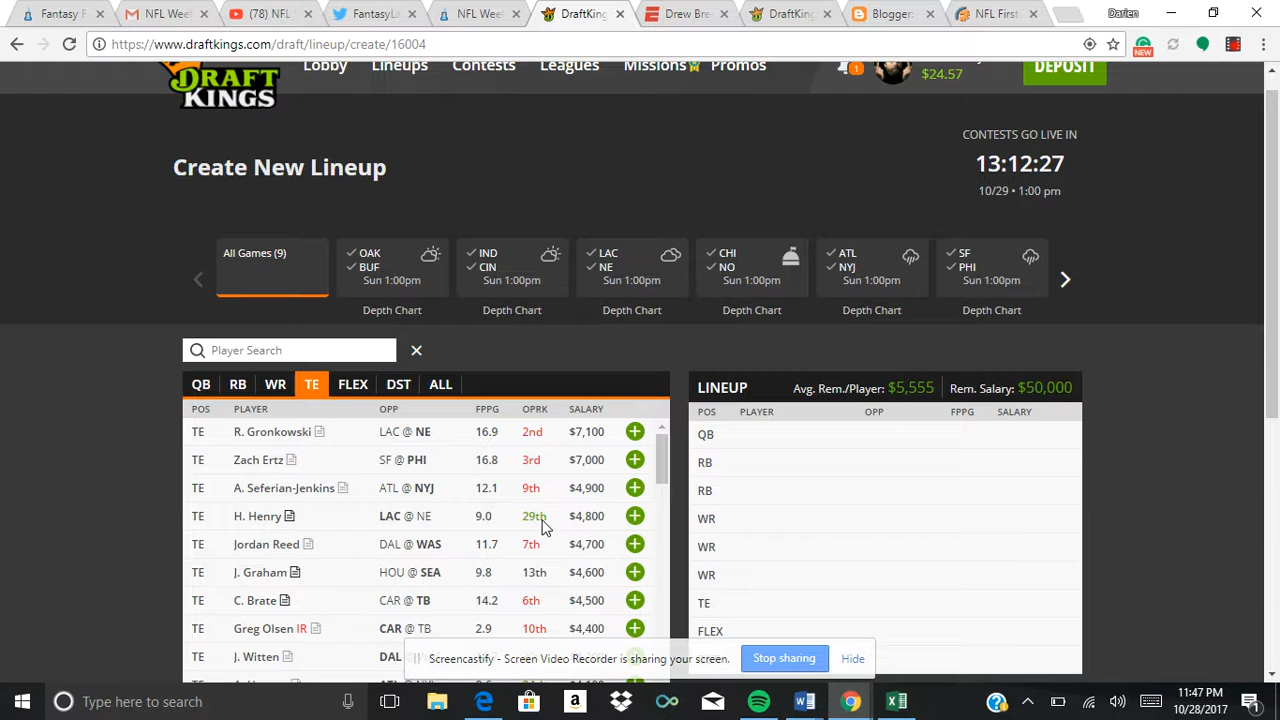 Fantasy F
NFL Wee
(78) NFL
FantasyLa
NFL Week
DraftKing
Drew Bre
DraftKing
Blogger:
NFL First
Darien
https://www.draftkings.com/draft/lineup/create/16004
NEW
DRAFT KINGS
Lobby Lineups Contests Leagues Missions Promos
1
$24.57
DEPOSIT
Create New Lineup
CONTESTS GO LIVE IN
13:12:27
10/29 • 1:00 pm
All Games (9)
OAK
BUF
Sun 1:00pm
Depth Chart
IND
CIN
Sun 1:00pm
Depth Chart
LAC
NE
Sun 1:00pm
Depth Chart
CHI
NO
Sun 1:00pm
Depth Chart
ATL
NYJ
Sun 1:00pm
Depth Chart
SF
PHI
Sun 1:00pm
Depth Chart
Player Search
QB RB WR TE FLEX DST ALL
POS PLAYER OPP FPPG OPRK SALARY
TE R. Gronkowski LAC @ NE 16.9 2nd $7,100
TE Zach Ertz SF @ PHI 16.8 3rd $7,000
TE A. Seferian-Jenkins ATL @ NYJ 12.1 9th $4,900
TE H. Henry LAC @ NE 9.0 29th $4,800
TE Jordan Reed DAL @ WAS 11.7 7th $4,700
TE J. Graham HOU @ SEA 9.8 13th $4,600
TE C. Brate CAR @ TB 14.2 6th $4,500
TE Greg Olsen IR CAR @ TB 2.9 10th $4,400
TE J. Witten DAL
LINEUP Avg. Rem./Player: $5,555 Rem. Salary: $50,000
POS PLAYER OPP FPPG SALARY
QB
RB
RB
WR
WR
WR
TE
FLEX
Screencastify - Screen Video Recorder is sharing your screen. Stop sharing Hide
Type here to search
11:47 PM
10/28/2017